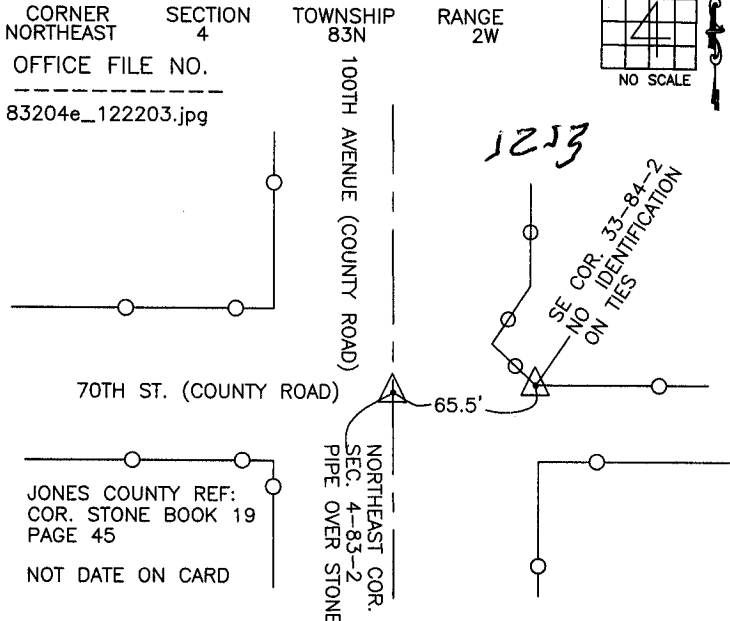 CORNER SECTION TOWNSHIP RANGE
NORTHEAST 4 83N 2W
OFFICE FILE NO.
83204e_122203.jpg
NO SCALE
100TH AVENUE (COUNTY ROAD)
1253
SE COR. 33-84-2
NO IDENTIFICATION
ON TIES
70TH ST. (COUNTY ROAD)
65.5'
NORTHEAST COR.
SEC. 4-83-2
PIPE OVER STONE
JONES COUNTY REF:
COR. STONE BOOK 19
PAGE 45
NOT DATE ON CARD